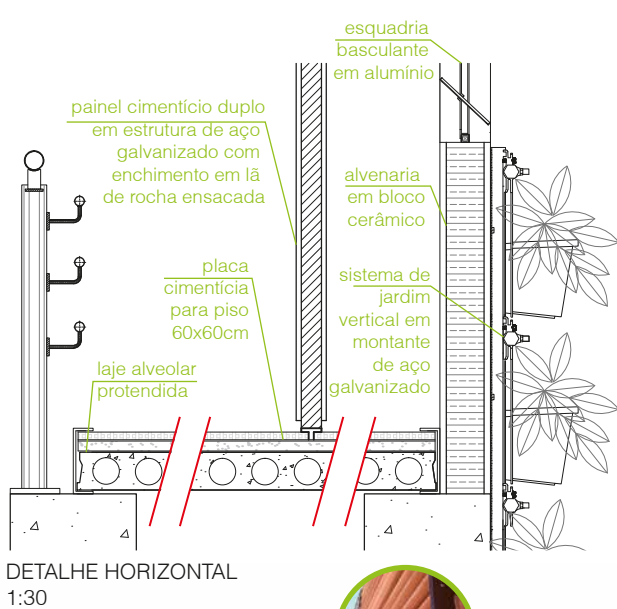 esquadria
basculante
em alumínio
painel cimentício duplo
em estrutura de aço
galvanizado com
enchimento em lã
de rocha ensacada
alvenaria
em bloco
cerâmico
placa
cimentícia
para piso
60x60cm
sistema de
jardim
vertical em
montante
de aço
galvanizado
laje alveolar
protendida
DETALHE HORIZONTAL
1:30